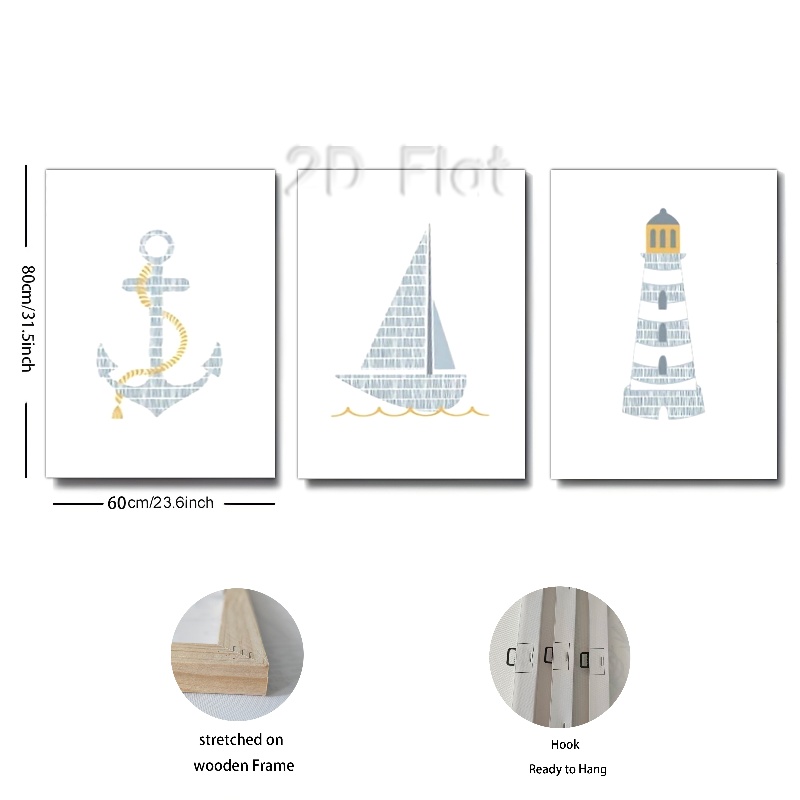 2D Flat
80cm/31.5inch
60cm/23.6inch
stretched on
wooden Frame
Hook
Ready to Hang